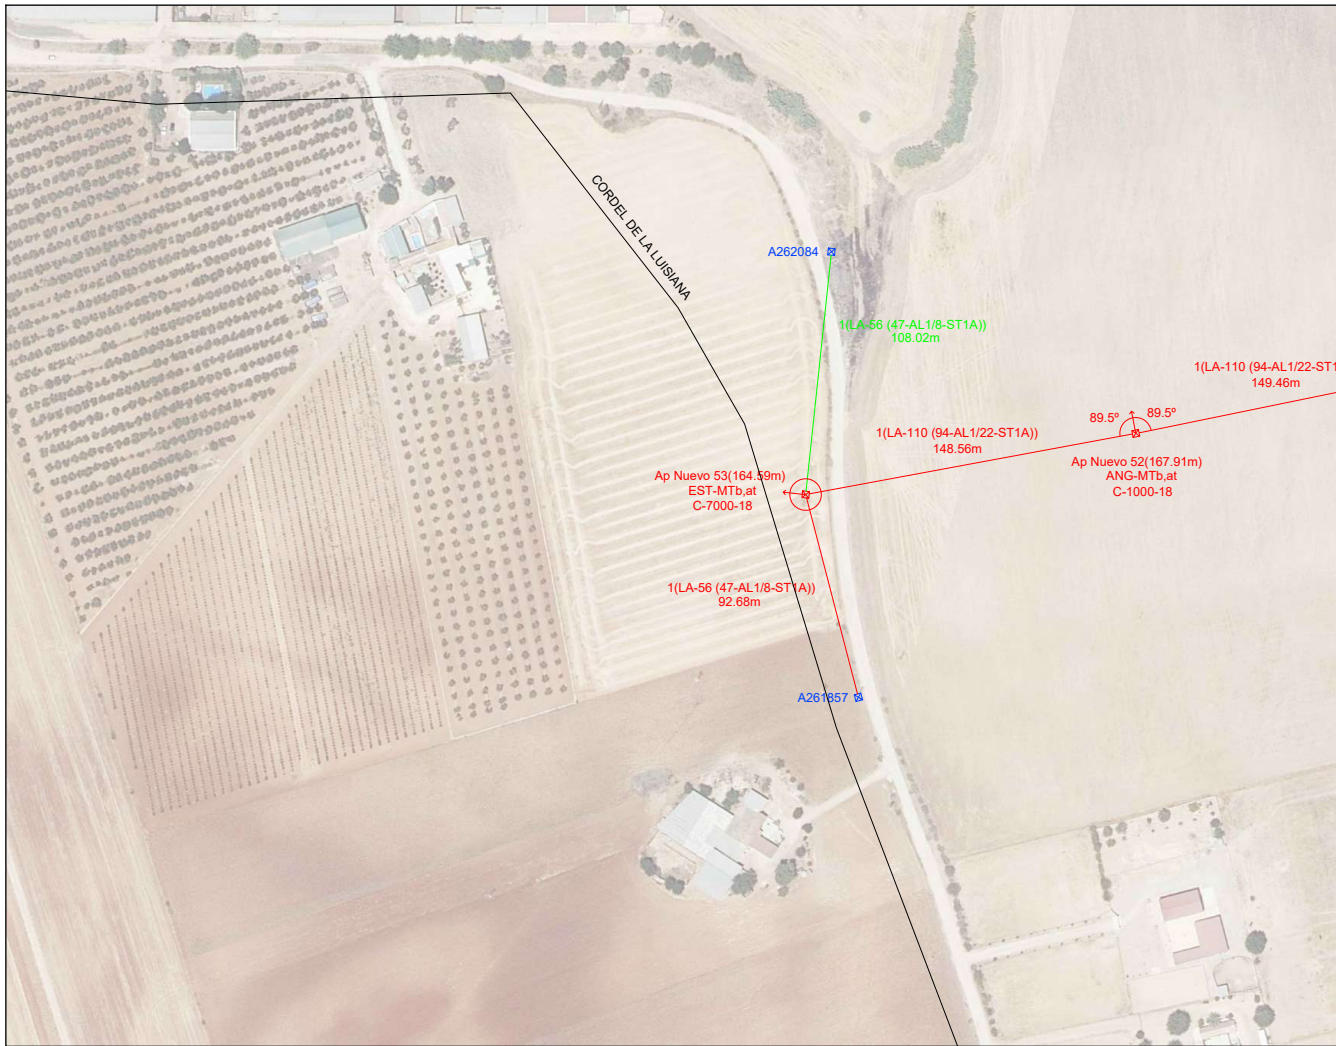 CORDEL DE LA LUISIANA
A262084
1(LA-56 (47-AL1/8-ST1A))
108.02m
1(LA-110 (94-AL1/22-ST1
149.46m
89.5º
89.5º
1(LA-110 (94-AL1/22-ST1A))
148.56m
Ap Nuevo 52(167.91m)
ANG-MTb,at
C-1000-18
Ap Nuevo 53(164.59m)
EST-MTb,at
C-7000-18
1(LA-56 (47-AL1/8-ST1A))
92.68m
A261857